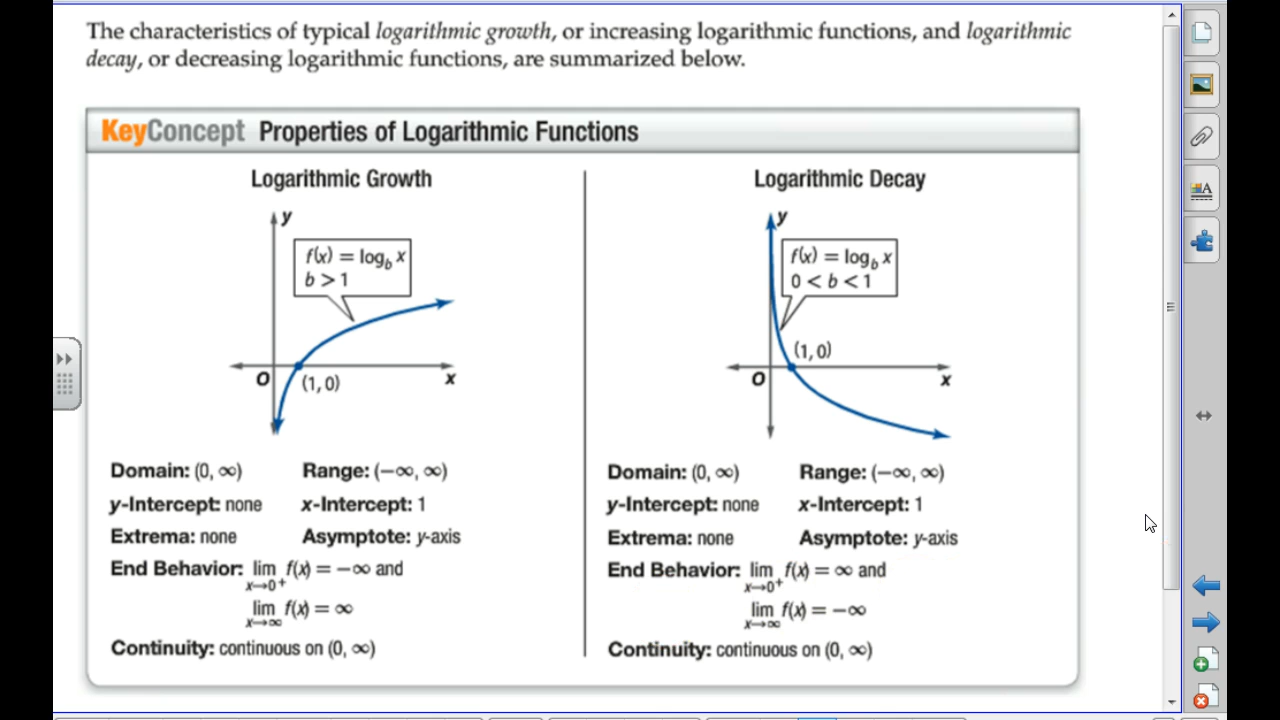 The characteristics of typical logarithmic growth, or increasing logarithmic functions, and logarithmic
decay, or decreasing logarithmic functions, are summarized below.
KeyConcept Properties of Logarithmic Functions
Logarithmic Growth
y
f(x) = log_b x
b > 1
O
(1, 0)
x
Domain: (0, ∞) Range: (−∞, ∞)
y-Intercept: none x-Intercept: 1
Extrema: none Asymptote: y-axis
End Behavior: lim f(x) = −∞ and
x→0⁺
lim f(x) = ∞
x→∞
Continuity: continuous on (0, ∞)
Logarithmic Decay
y
f(x) = log_b x
0 < b < 1
(1, 0)
O
x
Domain: (0, ∞) Range: (−∞, ∞)
y-Intercept: none x-Intercept: 1
Extrema: none Asymptote: y-axis
End Behavior: lim f(x) = ∞ and
x→0⁺
lim f(x) = −∞
x→∞
Continuity: continuous on (0, ∞)
A